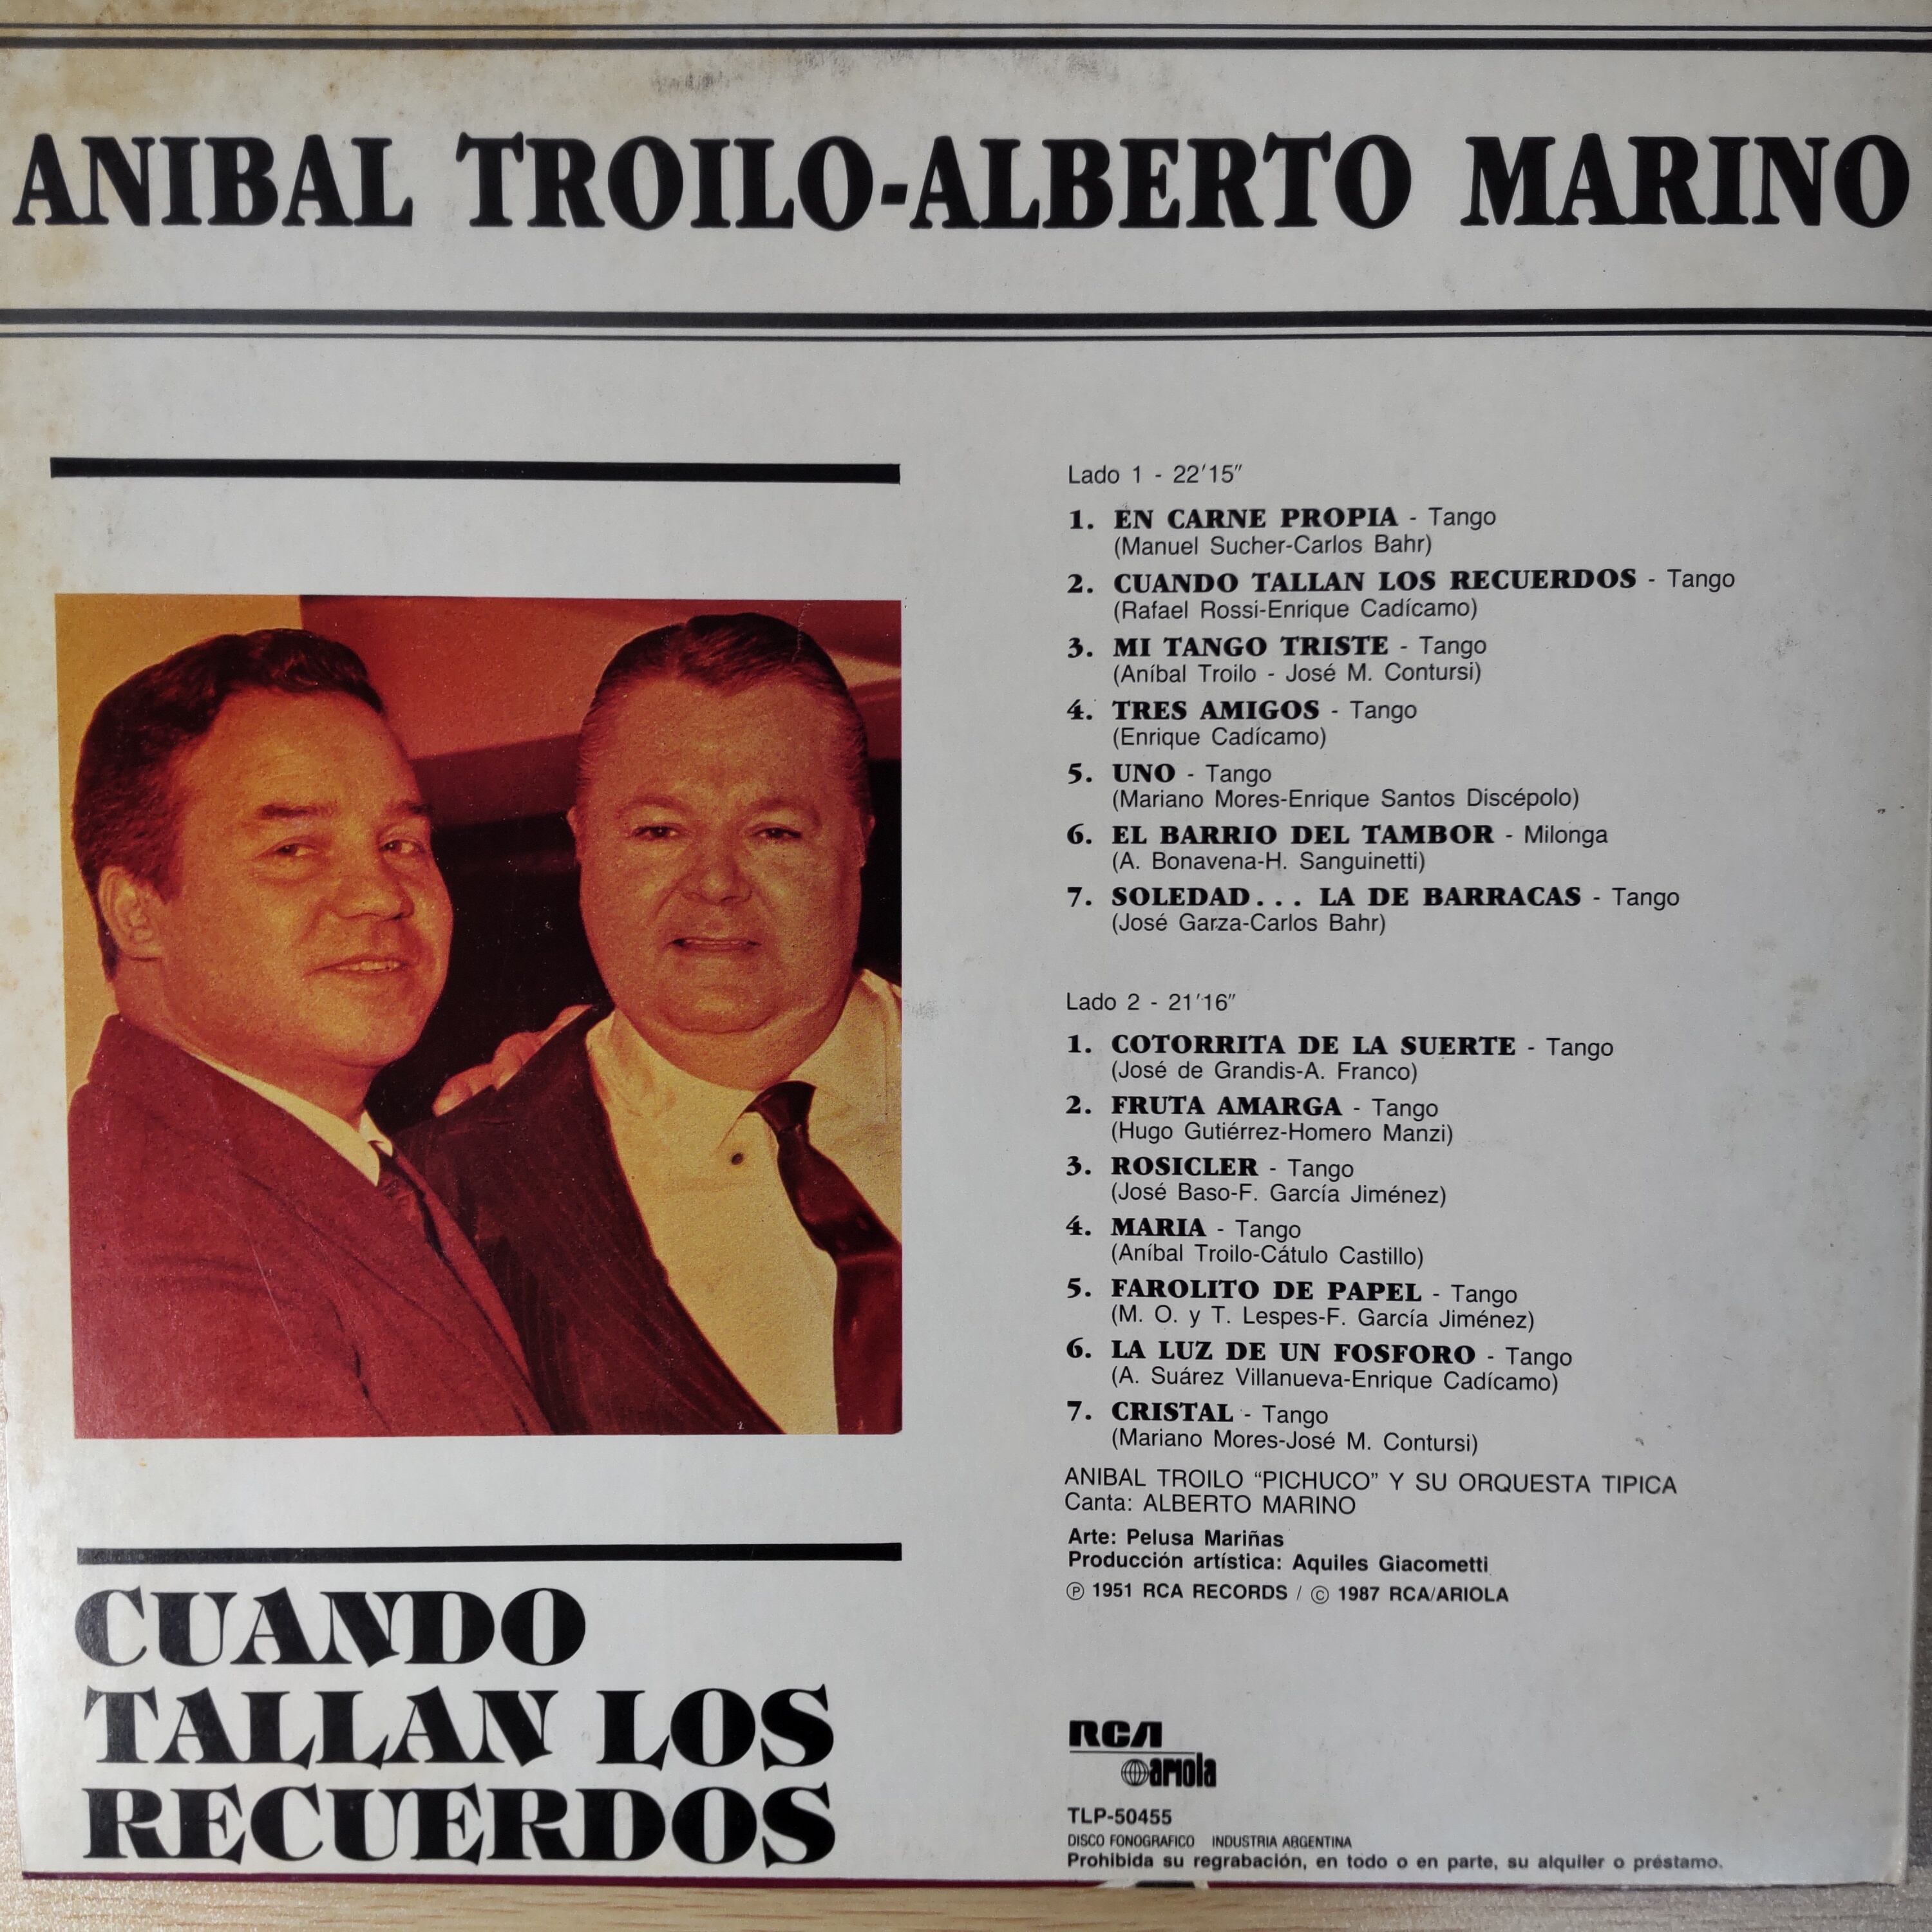 ANIBAL TROILO-ALBERTO MARINO
Lado 1 - 22'15"
1. EN CARNE PROPIA - Tango
(Manuel Sucher-Carlos Bahr)
2. CUANDO TALLAN LOS RECUERDOS - Tango
(Rafael Rossi-Enrique Cadícamo)
3. MI TANGO TRISTE - Tango
(Aníbal Troilo - José M. Contursi)
4. TRES AMIGOS - Tango
(Enrique Cadícamo)
5. UNO - Tango
(Mariano Mores-Enrique Santos Discépolo)
6. EL BARRIO DEL TAMBOR - Milonga
(A. Bonavena-H. Sanguinetti)
7. SOLEDAD... LA DE BARRACAS - Tango
(José Garza-Carlos Bahr)
Lado 2 - 21'16"
1. COTORRITA DE LA SUERTE - Tango
(José de Grandis-A. Franco)
2. FRUTA AMARGA - Tango
(Hugo Gutiérrez-Homero Manzi)
3. ROSICLER - Tango
(José Baso-F. García Jiménez)
4. MARIA - Tango
(Aníbal Troilo-Cátulo Castillo)
5. FAROLITO DE PAPEL - Tango
(M. O. y T. Lespes-F. García Jiménez)
6. LA LUZ DE UN FOSFORO - Tango
(A. Suárez Villanueva-Enrique Cadícamo)
7. CRISTAL - Tango
(Mariano Mores-José M. Contursi)
ANIBAL TROILO "PICHUCO" Y SU ORQUESTA TIPICA
Canta: ALBERTO MARINO
Arte: Pelusa Mariñas
Producción artística: Aquiles Giacometti
℗ 1951 RCA RECORDS / © 1987 RCA/ARIOLA
CUANDO
TALLAN LOS
RECUERDOS
RCA
ariola
TLP-50455
DISCO FONOGRAFICO INDUSTRIA ARGENTINA
Prohibida su regrabación, en todo o en parte, su alquiler o préstamo.